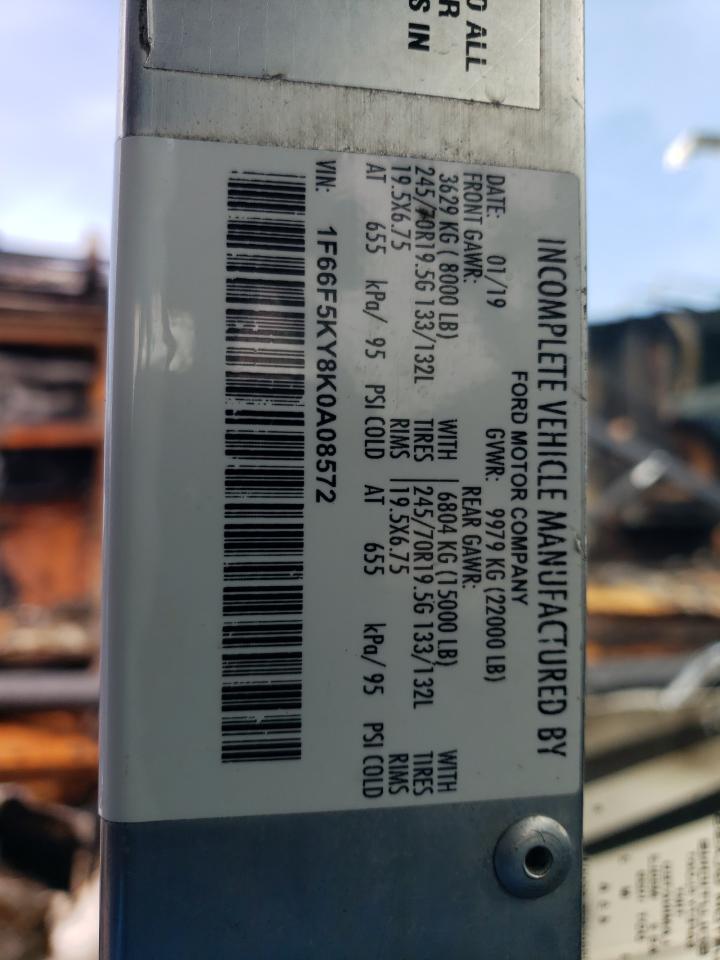 O ALL
R
S IN
INCOMPLETE VEHICLE MANUFACTURED BY
FORD MOTOR COMPANY
DATE: 01/19 GVWR: 9979 KG (22000 LB)
FRONT GAWR: REAR GAWR:
3629 KG ( 8000 LB) WITH 6804 KG (15000 LB) WITH
245/70R19.5G 133/132L TIRES 245/70R19.5G 133/132L TIRES
19.5X6.75 RIMS 19.5X6.75 RIMS
AT 655 kPa/ 95 PSI COLD AT 655 kPa/ 95 PSI COLD
VIN: 1F66F5KY8K0A08572